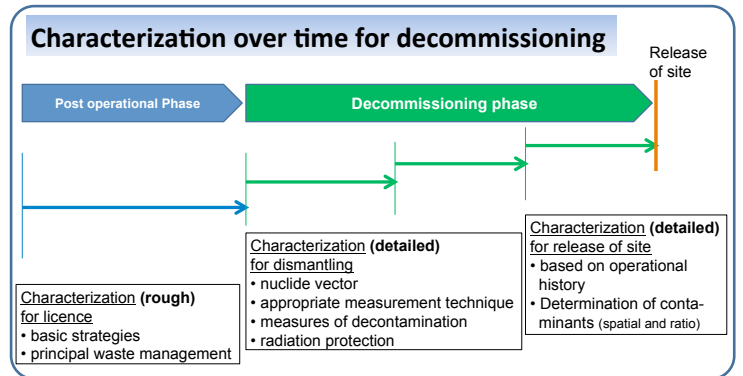 Characterization over time for decommissioning
Release
of site
Post operational Phase
Decommissioning phase
Characterization (rough)
for licence
• basic strategies
• principal waste management
Characterization (detailed)
for dismantling
• nuclide vector
• appropriate measurement technique
• measures of decontamination
• radiation protection
Characterization (detailed)
for release of site
• based on operational
history
• Determination of conta-
minants (spatial and ratio)